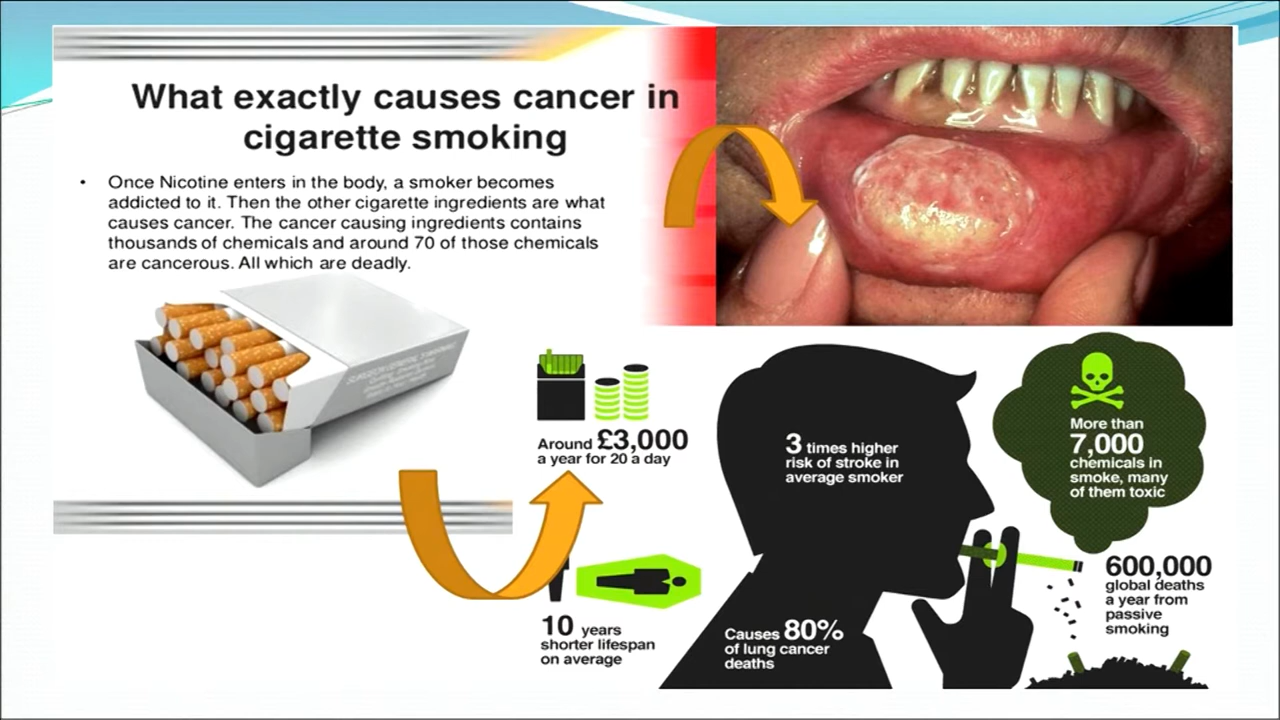 What exactly causes cancer in
cigarette smoking
• Once Nicotine enters in the body, a smoker becomes
addicted to it. Then the other cigarette ingredients are what
causes cancer. The cancer causing ingredients contains
thousands of chemicals and around 70 of those chemicals
are cancerous. All which are deadly.
Around £3,000
a year for 20 a day
10 years
shorter lifespan
on average
3 times higher
risk of stroke in
average smoker
Causes 80%
of lung cancer
deaths
More than
7,000
chemicals in
smoke, many
of them toxic
600,000
global deaths
a year from
passive
smoking